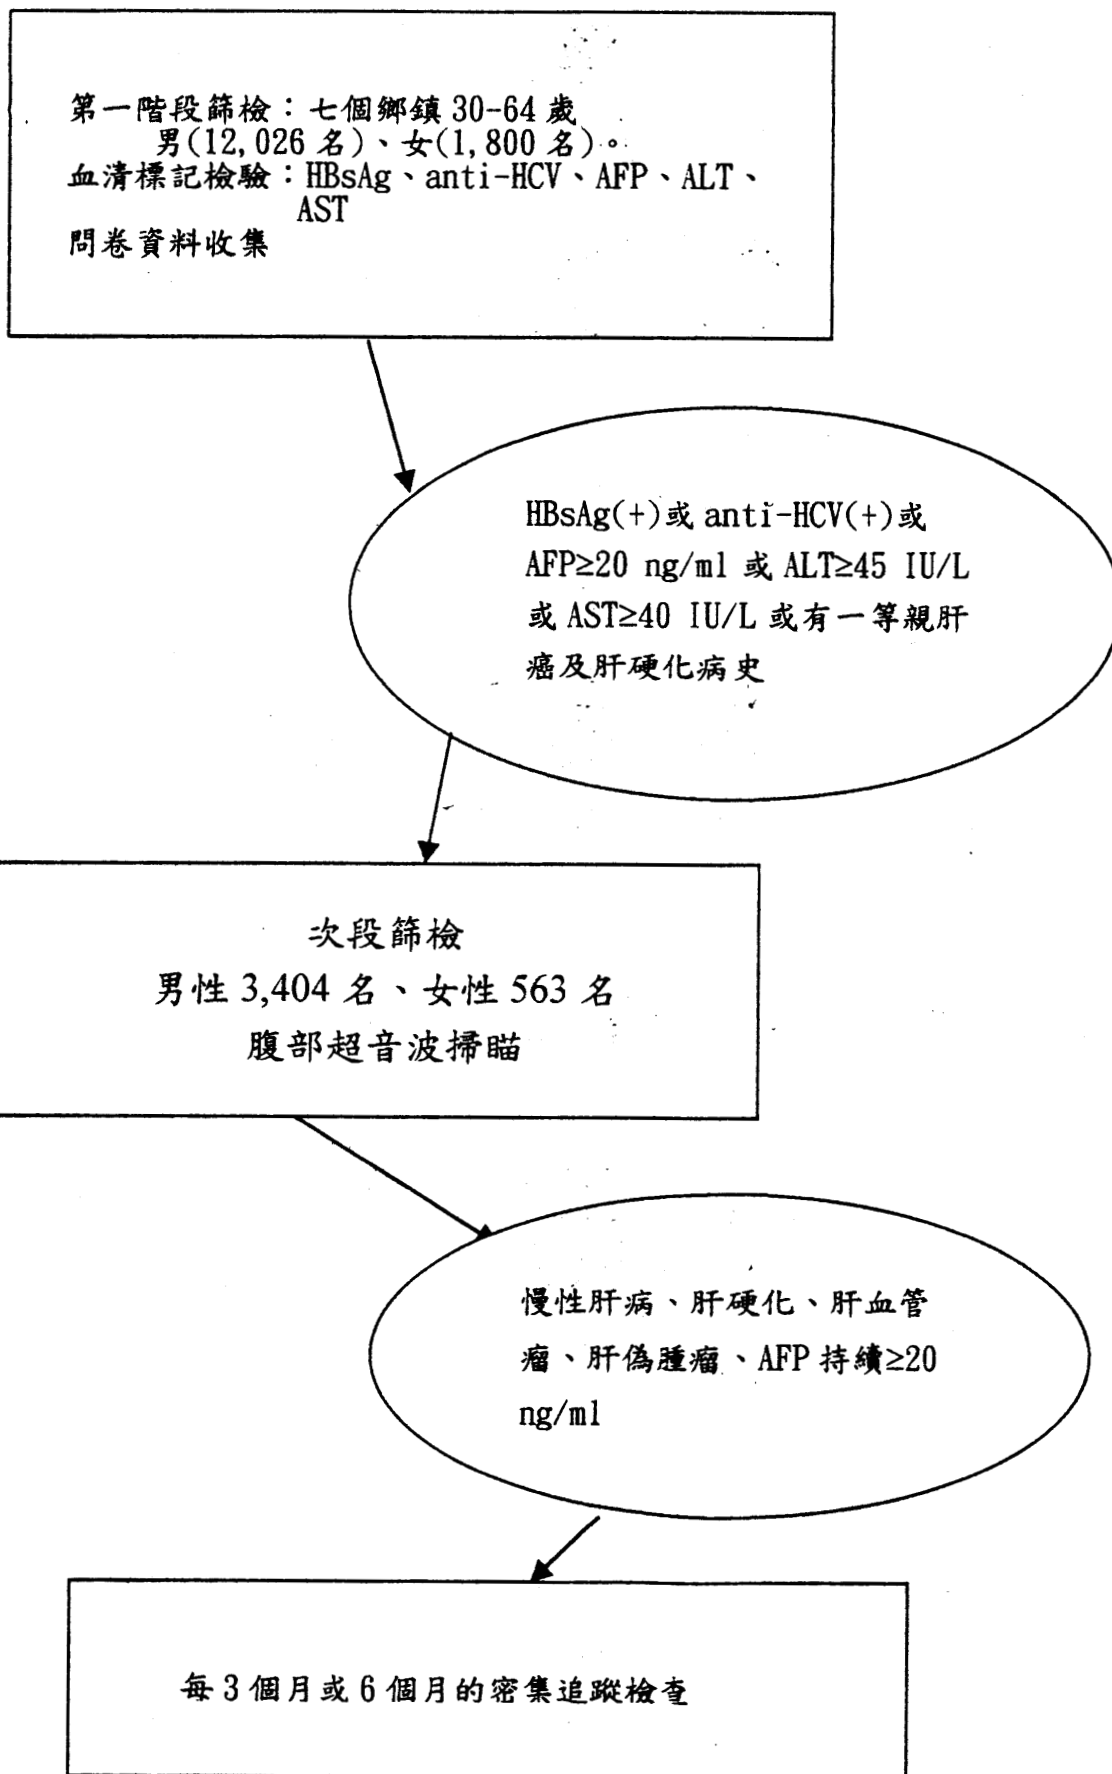 第一階段篩檢：七個鄉鎮 30-64 歲
男(12,026 名)、女(1,800 名)。
血清標記檢驗：HBsAg、anti-HCV、AFP、ALT、
AST
問卷資料收集
HBsAg(+)或 anti-HCV(+)或
AFP≥20 ng/ml 或 ALT≥45 IU/L
或 AST≥40 IU/L 或有一等親肝
癌及肝硬化病史
次段篩檢
男性 3,404 名、女性 563 名
腹部超音波掃瞄
慢性肝病、肝硬化、肝血管
瘤、肝偽腫瘤、AFP 持續≥20
ng/ml
每 3 個月或 6 個月的密集追蹤檢查